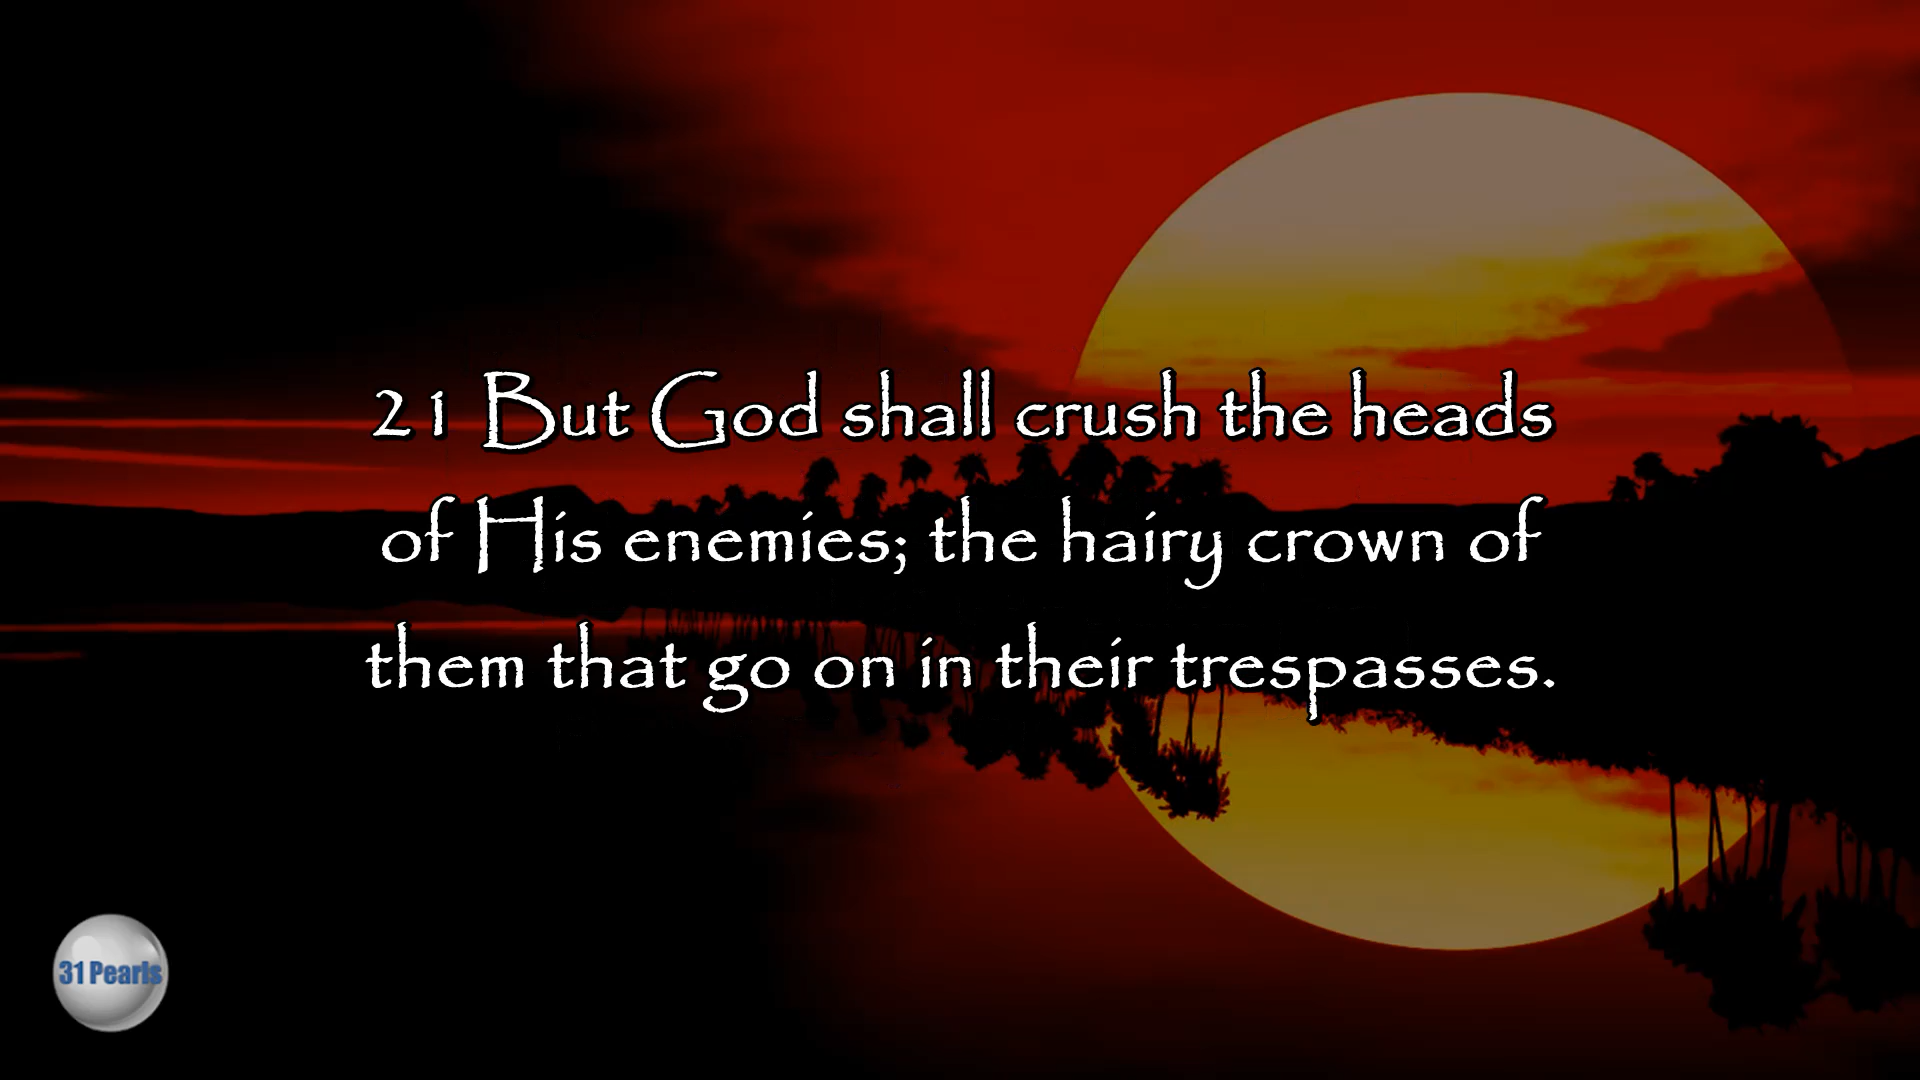 21 But God shall crush the heads
of His enemies; the hairy crown of
them that go on in their trespasses.
31 Pearls